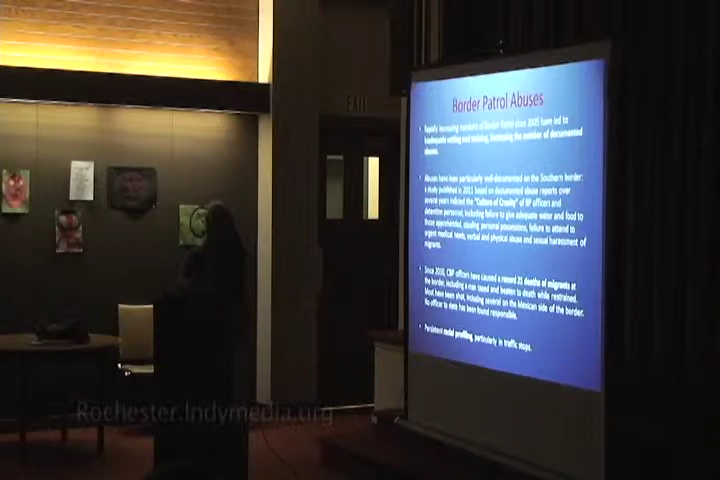 EXIT
Border Patrol Abuses
• Rapidly increasing numbers of Border Patrol since 2005 have led to
inadequate vetting and training, increasing the number of documented
abuses.
• Abuses have been particularly well-documented on the Southern border:
a study published in 2011 based on documented abuse reports over
several years indicted the "Culture of Cruelty" of BP officers and
detention personnel, including failure to give adequate water and food to
those apprehended, stealing personal possessions, failure to attend to
urgent medical needs, verbal and physical abuse and sexual harassment of
migrants.
• Since 2010, CBP officers have caused a record 21 deaths of migrants at
the border, including a man tased and beaten to death while restrained.
Most have been shot, including several on the Mexican side of the border.
No officer to date has been found responsible.
• Persistent racial profiling, particularly in traffic stops.
Rochester.Indymedia.org